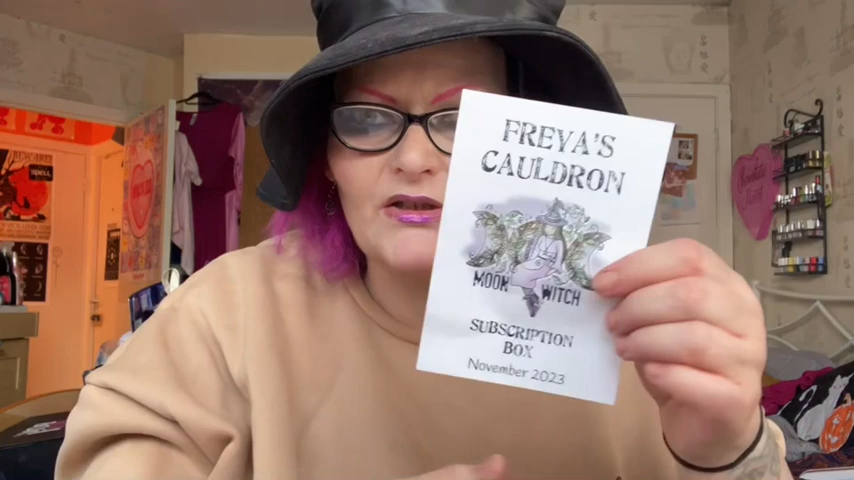 FREYA'S
CAULDRON
MOON WITCH
SUBSCRIPTION
BOX
November 2023